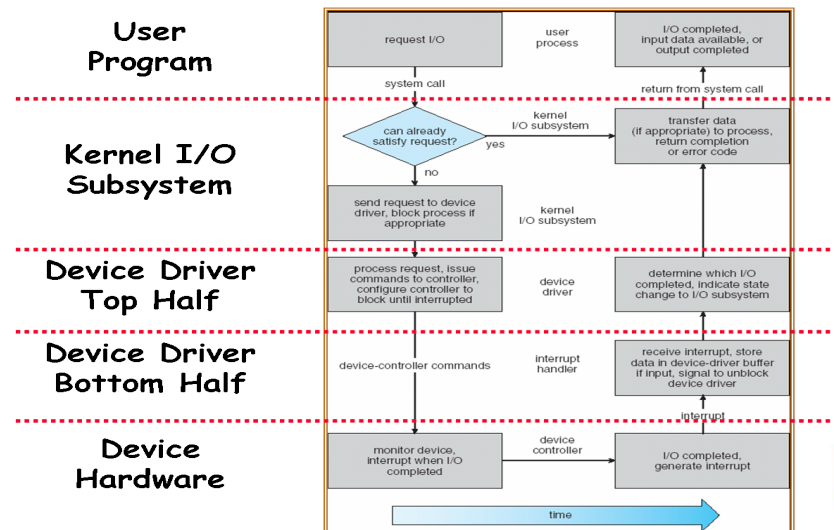 User
Program
request I/O
user
process
I/O completed,
input data available, or
output completed
system call
return from system call
Kernel I/O
Subsystem
can already
satisfy request?
yes
no
kernel
I/O subsystem
transfer data
(if appropriate) to process,
return completion
or error code
send request to device
driver, block process if
appropriate
kernel
I/O subsystem
Device Driver
Top Half
process request, issue
commands to controller,
configure controller to
block until interrupted
device
driver
determine which I/O
completed, indicate state
change to I/O subsystem
Device Driver
Bottom Half
device-controller commands
interrupt
handler
receive interrupt, store
data in device-driver buffer
if input, signal to unblock
device driver
interrupt
Device
Hardware
monitor device,
interrupt when I/O
completed
device
controller
I/O completed,
generate interrupt
time